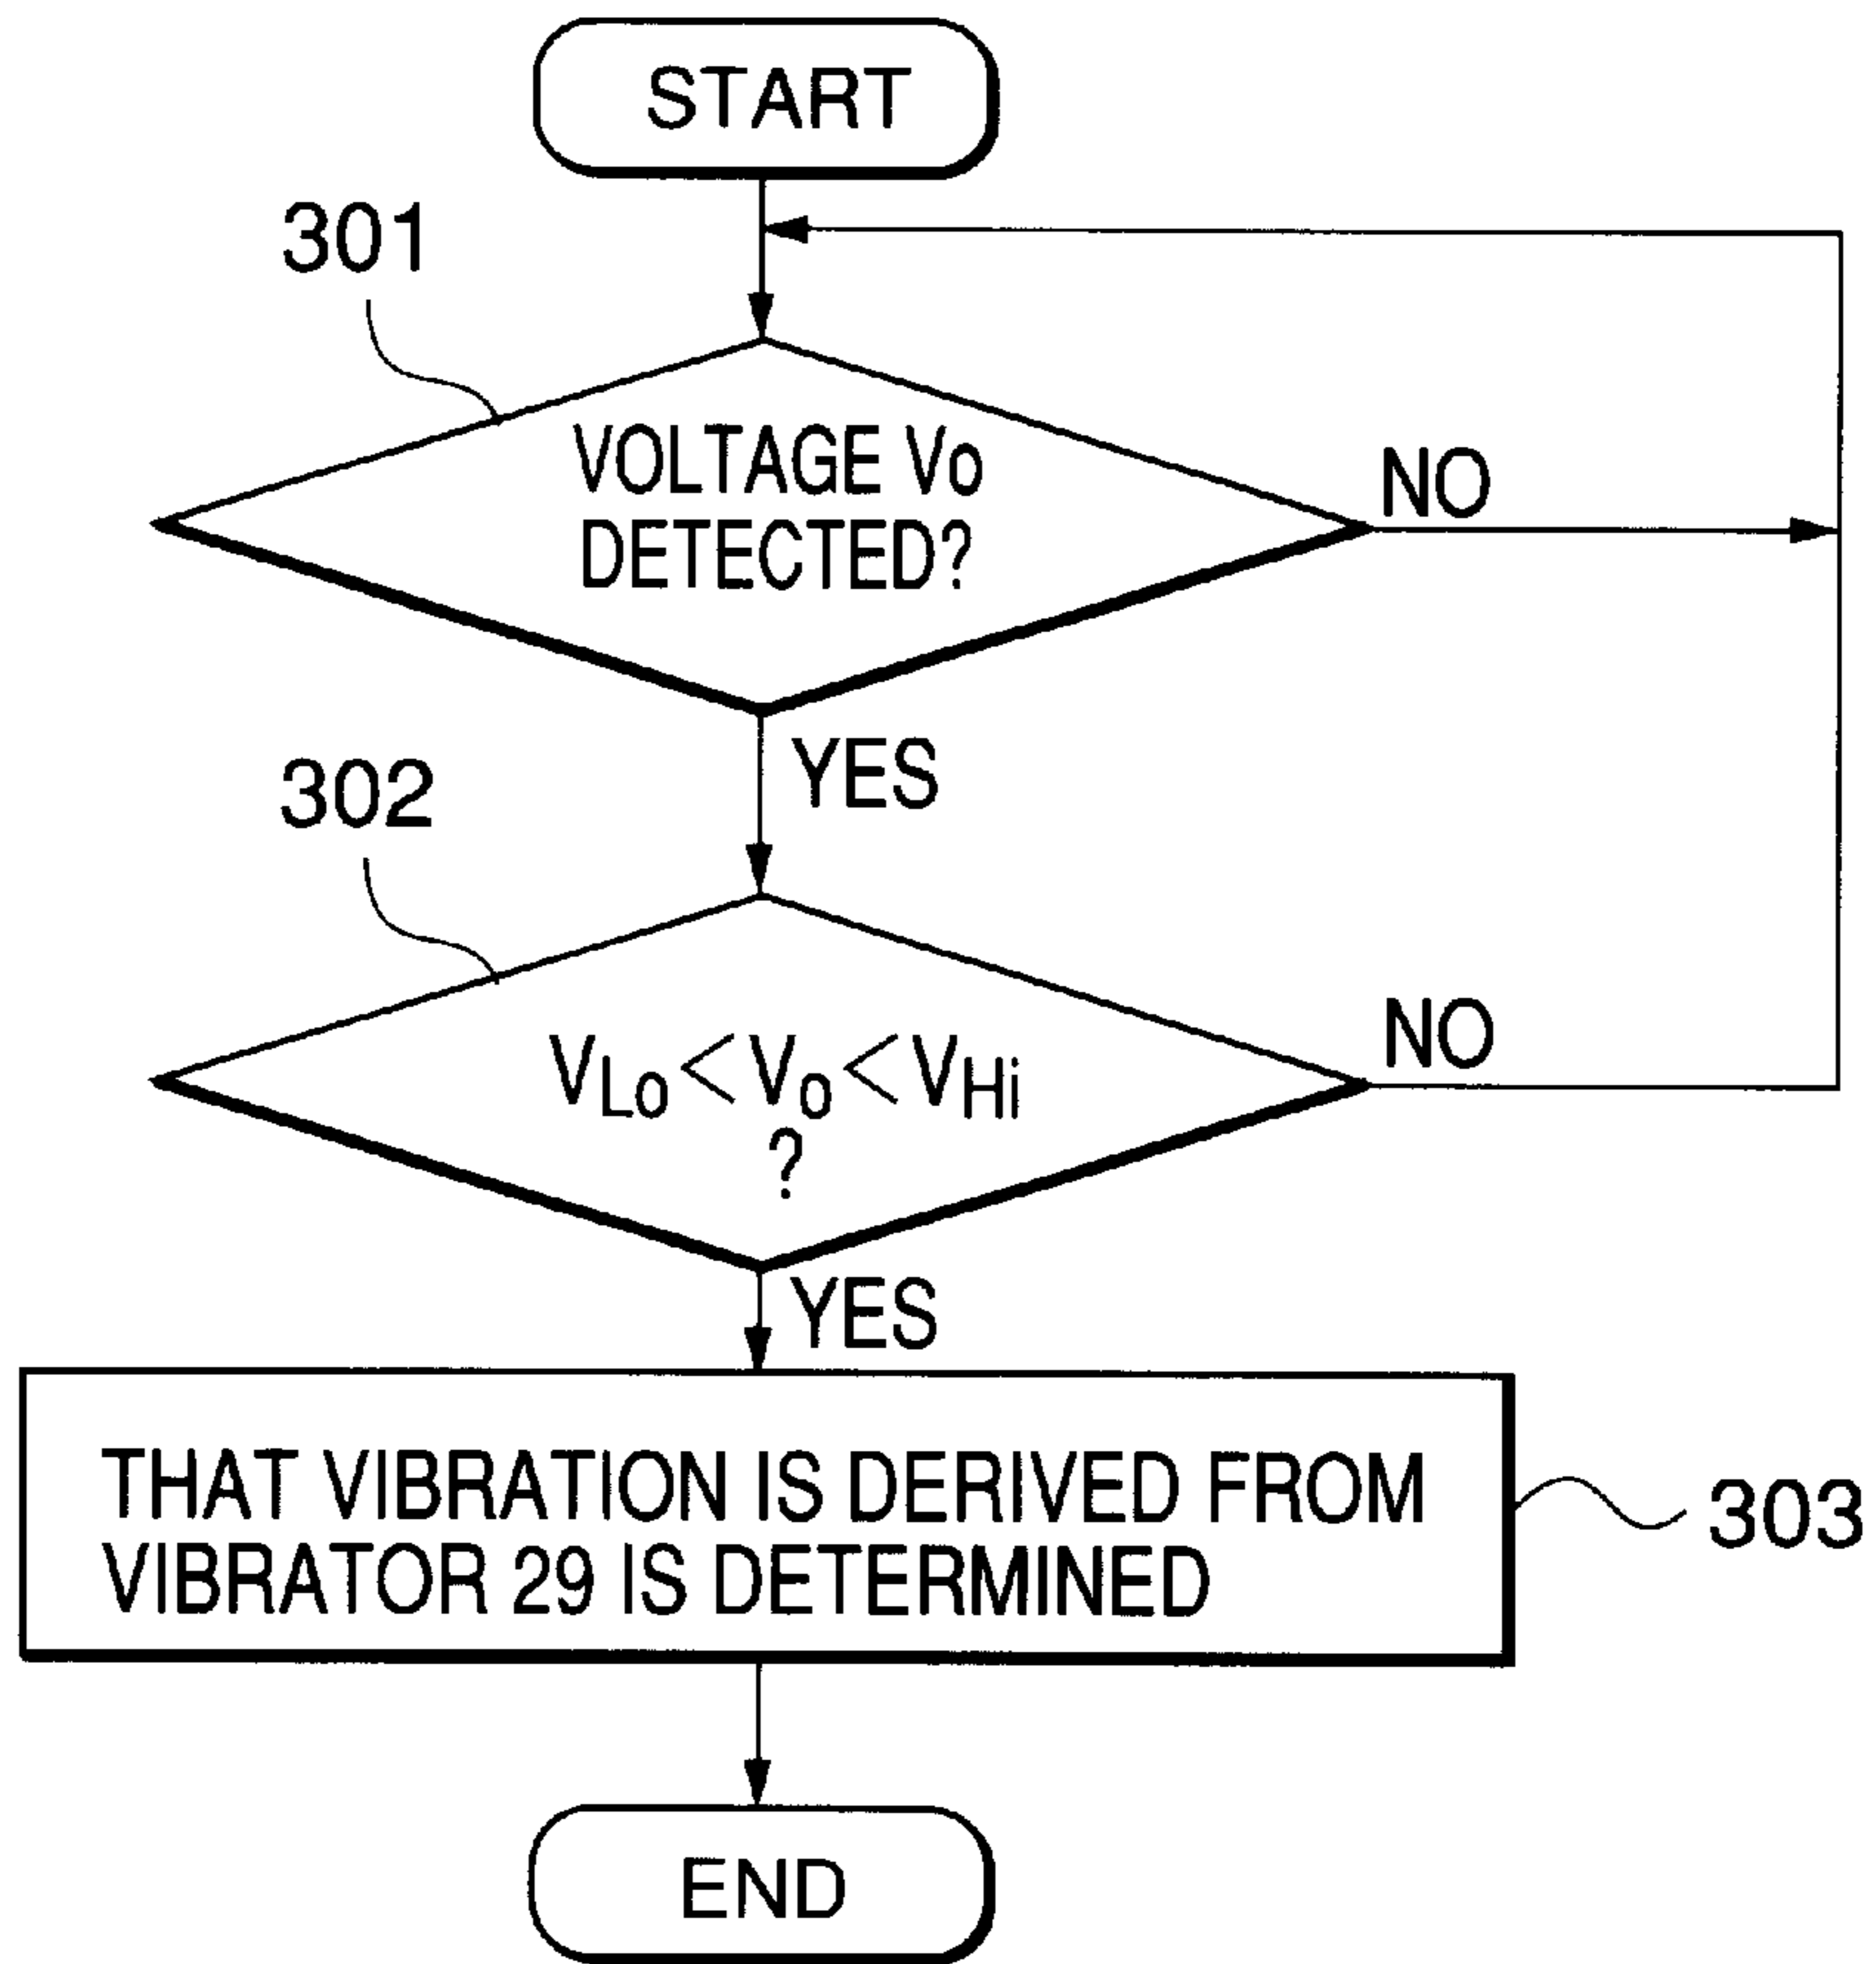 START
301
VOLTAGE Vo
DETECTED?
NO
YES
302
VLo<Vo<VHi
?
NO
YES
THAT VIBRATION IS DERIVED FROM
VIBRATOR 29 IS DETERMINED
303
END